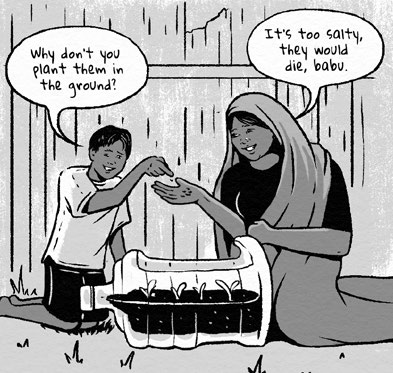 Why don't you
plant them in
the ground?
It's too salty,
they would
die, babu.